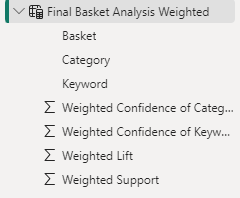 Final Basket Analysis Weighted
Basket
Category
Keyword
Weighted Confidence of Categ...
Weighted Confidence of Keyw...
Weighted Lift
Weighted Support